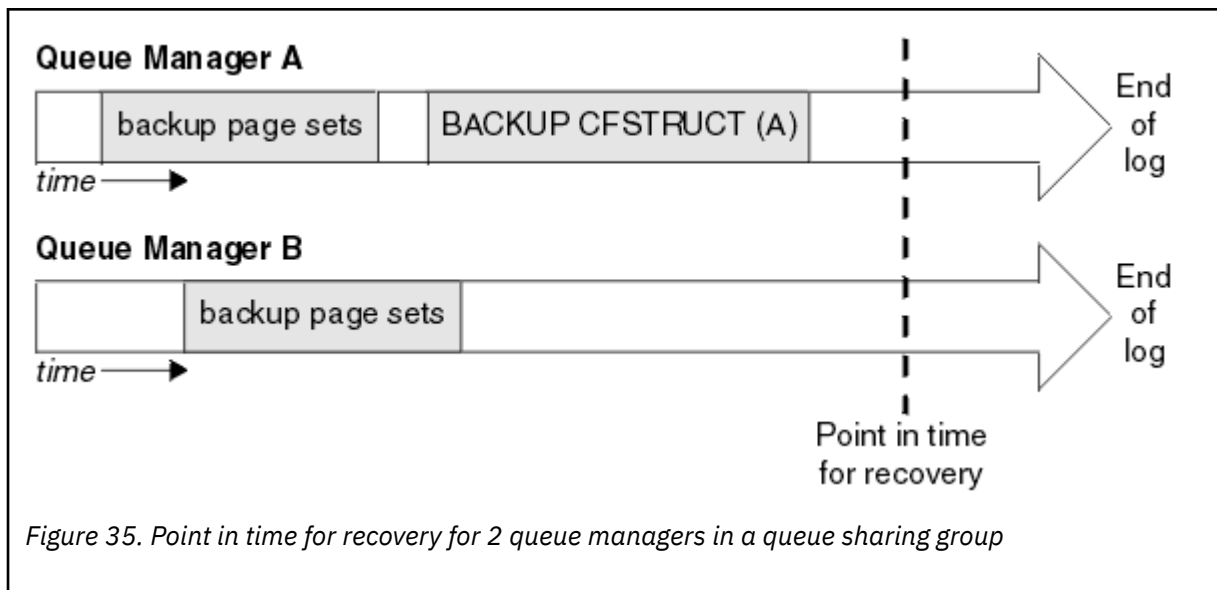 Queue Manager A
backup page sets
BACKUP CFSTRUCT (A)
End
of
log
time
Queue Manager B
backup page sets
End
of
log
time
Point in time
for recovery
Figure 35. Point in time for recovery for 2 queue managers in a queue sharing group